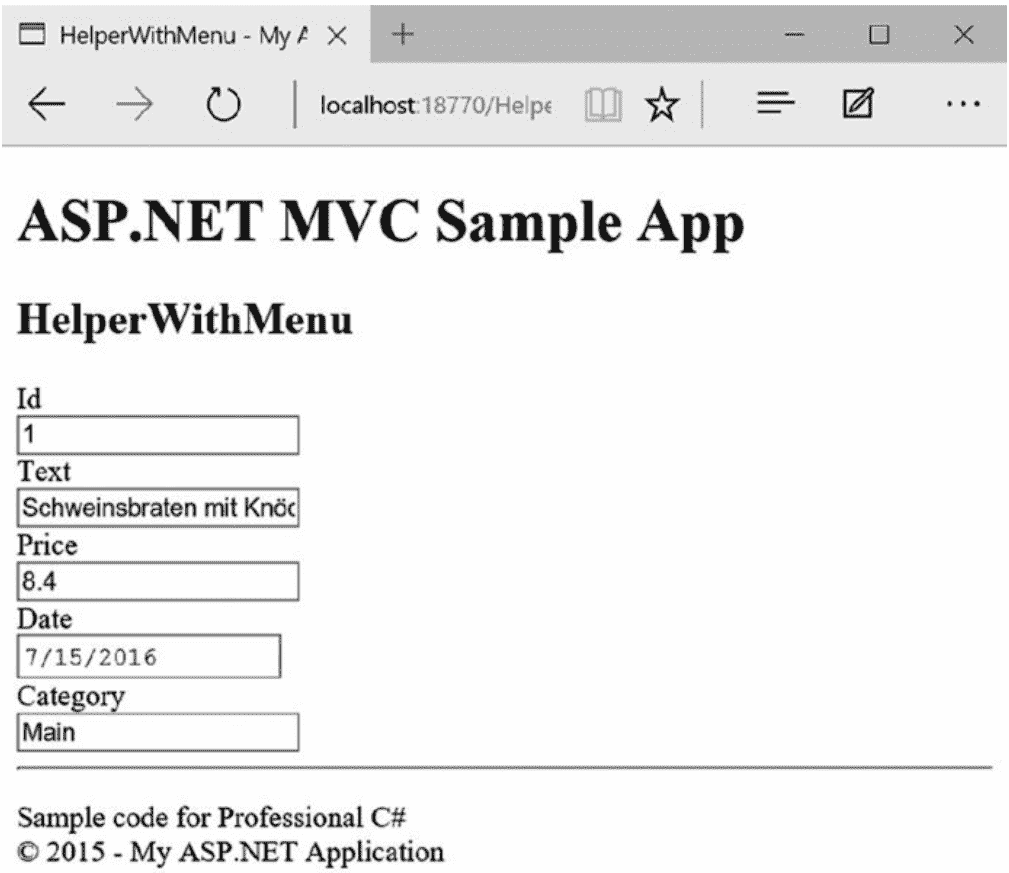 HelperWithMenu - My A
localhost:18770/Helpe
ASP.NET MVC Sample App
HelperWithMenu
Id
1
Text
Schweinsbraten mit Knöc
Price
8.4
Date
7/15/2016
Category
Main
Sample code for Professional C#
© 2015 - My ASP.NET Application